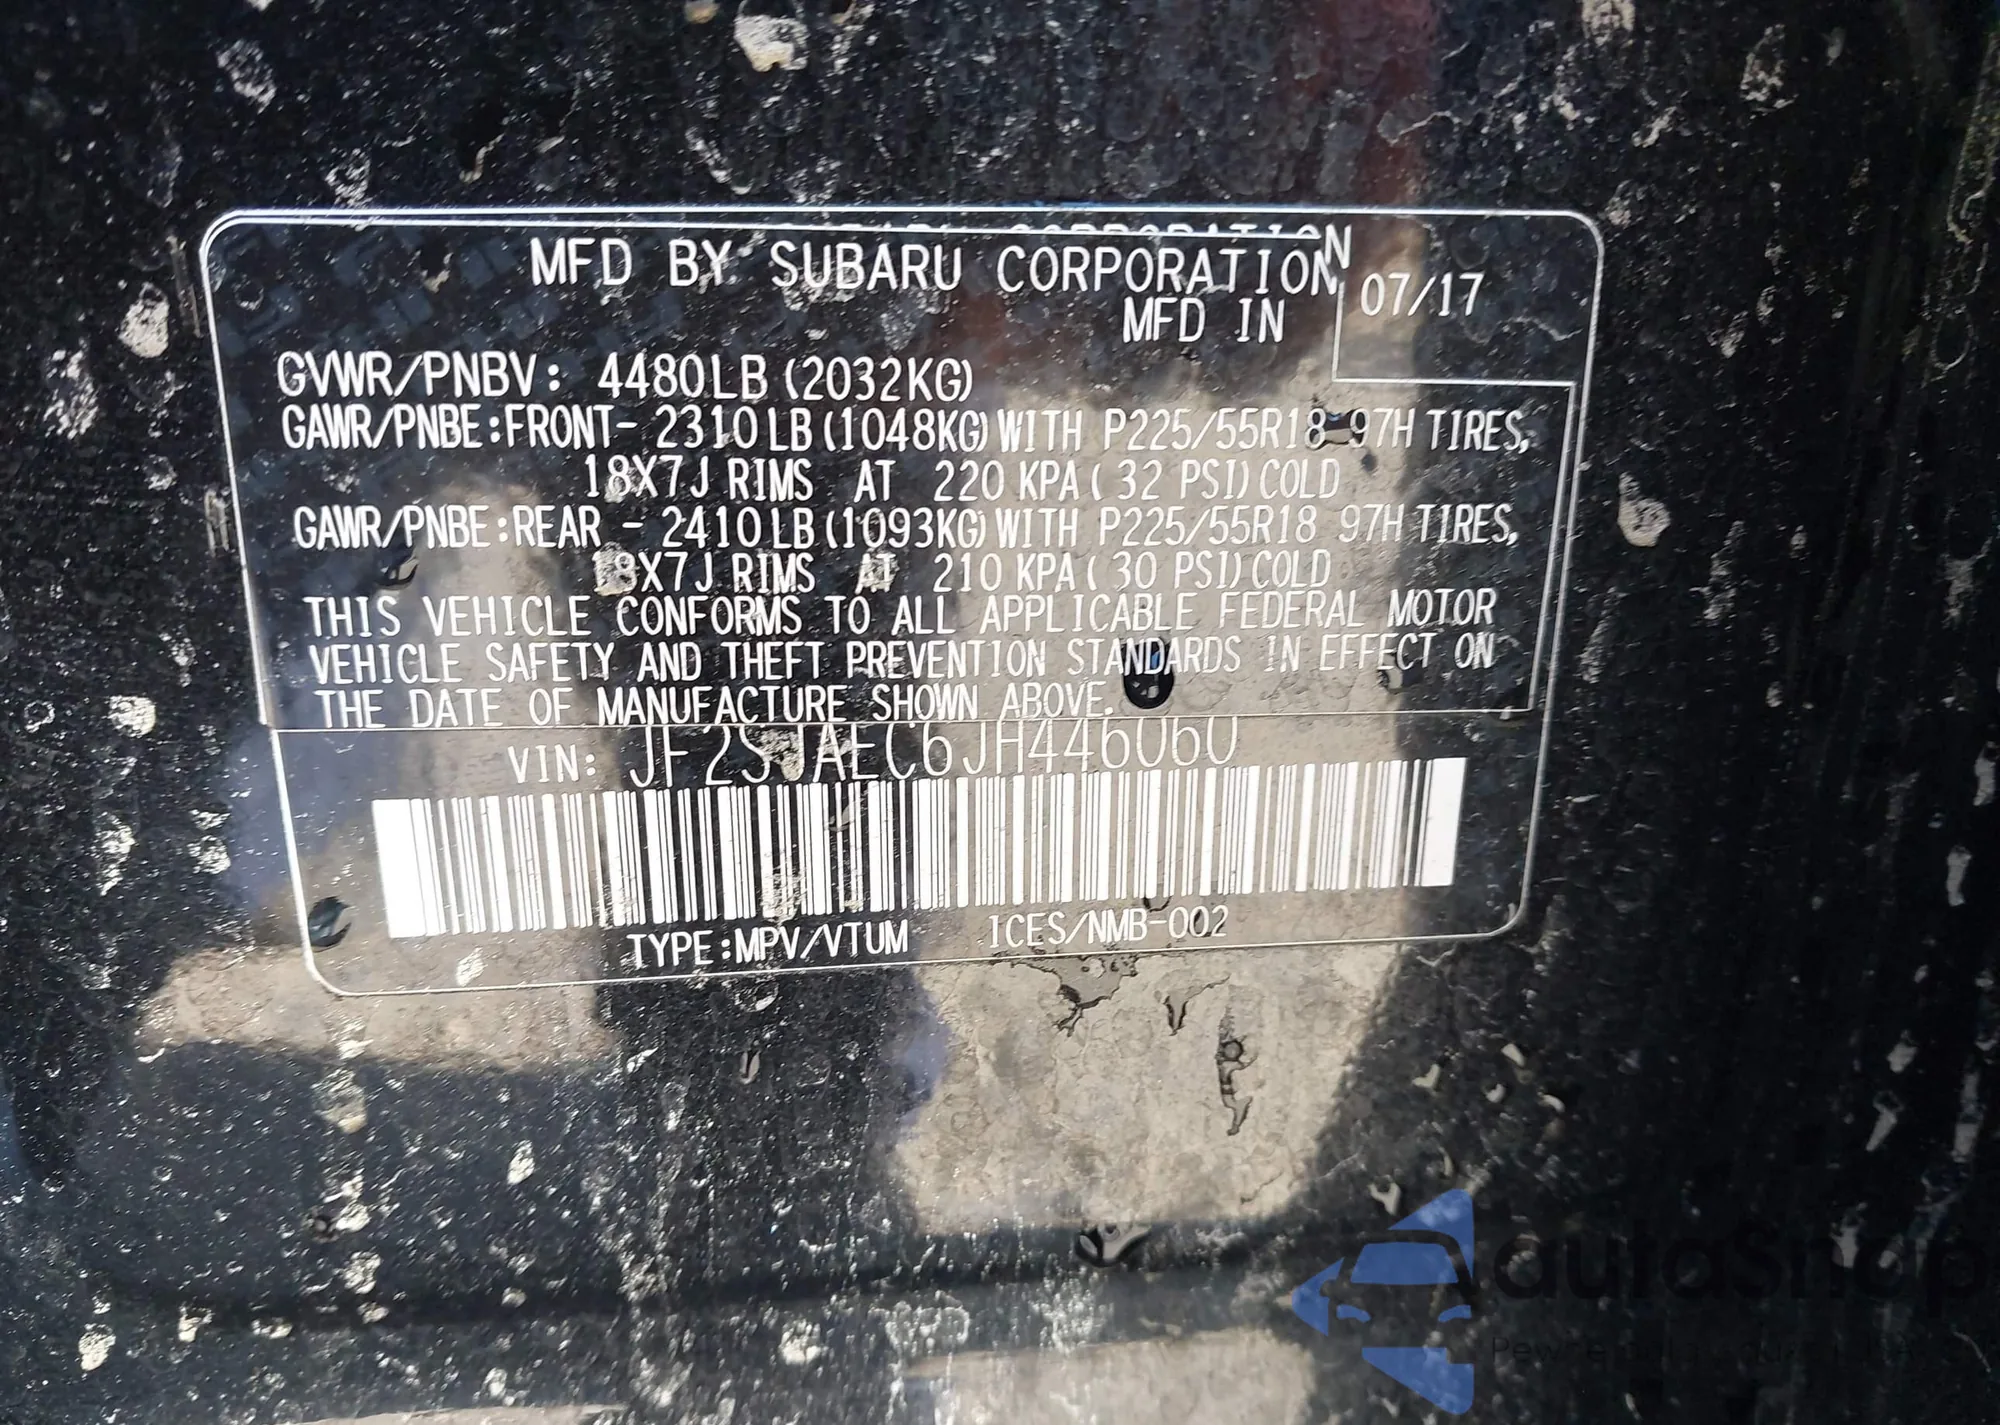 MFD BY SUBARU CORPORATION
MFD IN 07/17
GVWR/PNBV: 4480LB (2032KG)
GAWR/PNBE:FRONT- 2310LB(1048KG)WITH P225/55R18 97H TIRES,
18X7J RIMS AT 220 KPA( 32 PSI)COLD
GAWR/PNBE:REAR - 2410LB(1093KG)WITH P225/55R18 97H TIRES,
18X7J RIMS AT 210 KPA( 30 PSI)COLD
THIS VEHICLE CONFORMS TO ALL APPLICABLE FEDERAL MOTOR
VEHICLE SAFETY AND THEFT PREVENTION STANDARDS IN EFFECT ON
THE DATE OF MANUFACTURE SHOWN ABOVE.
VIN: JF2SJAEC6JH446060
TYPE:MPV/VTUM ICES/NMB-002
autashop